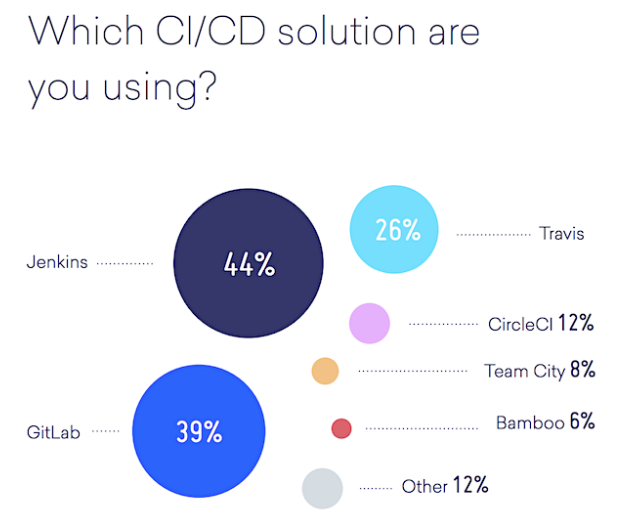 Which CI/CD solution are
you using?
Jenkins 44%
26% Travis
CircleCI 12%
Team City 8%
GitLab 39%
Bamboo 6%
Other 12%